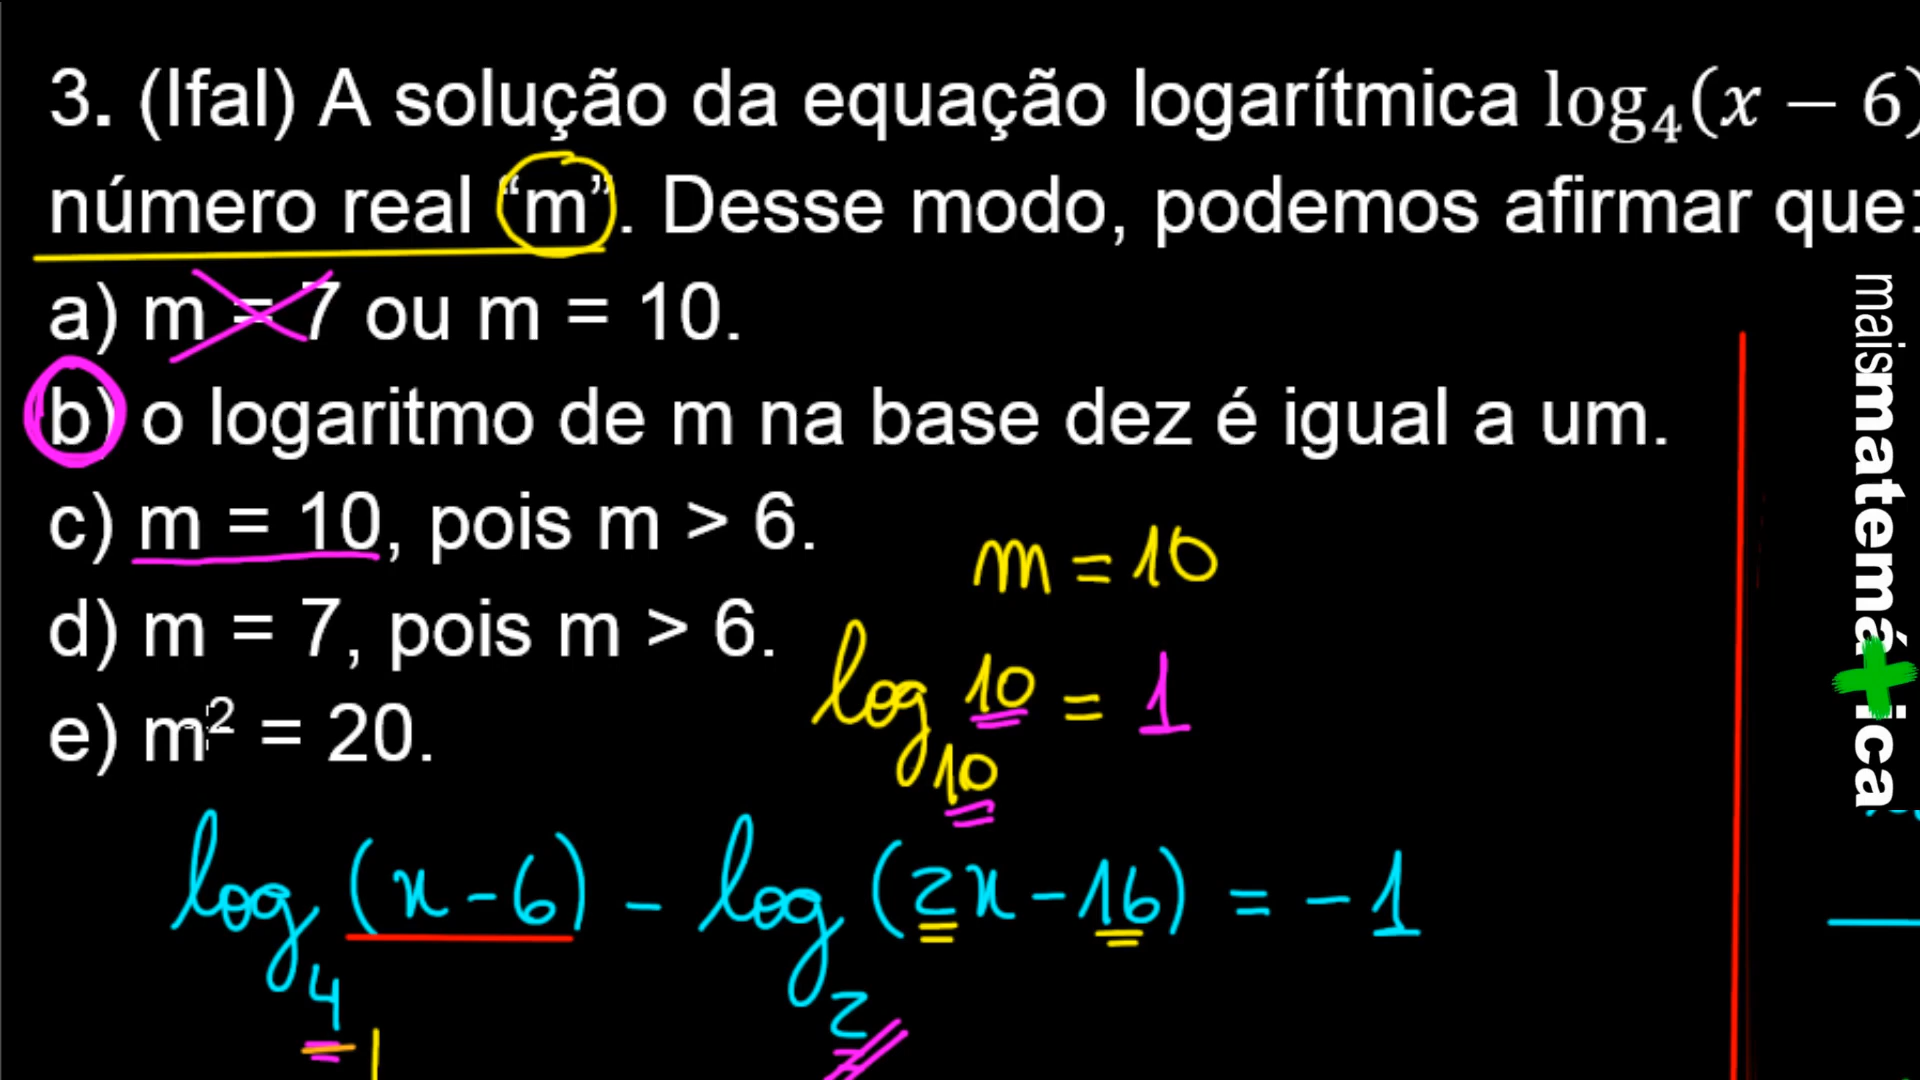 3. (Ifal) A solução da equação logarítmica log₄(x − 6)
número real “m”. Desse modo, podemos afirmar que:
a) m = 7 ou m = 10.
b) o logaritmo de m na base dez é igual a um.
c) m = 10, pois m > 6.
d) m = 7, pois m > 6.
e) m² = 20.
m = 10
log₁₀ 10 = 1
log₄ (x - 6) - log₂ (2x - 16) = -1
maismatemática